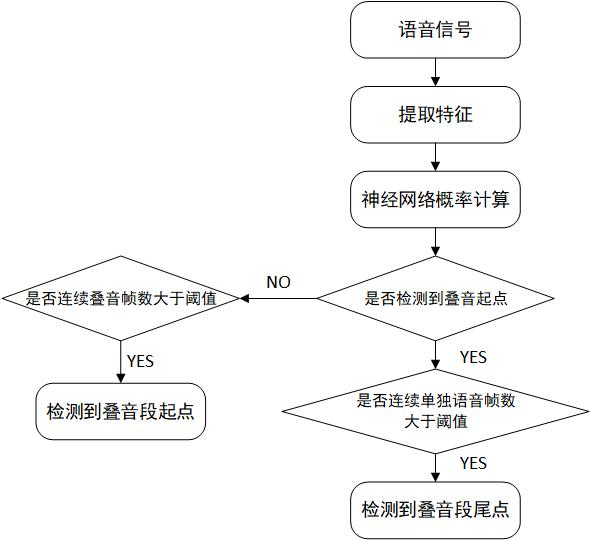 语音信号
提取特征
神经网络概率计算
是否检测到叠音起点
NO
是否连续叠音帧数大于阈值
YES
检测到叠音段起点
YES
是否连续单独语音帧数
大于阈值
YES
检测到叠音段尾点